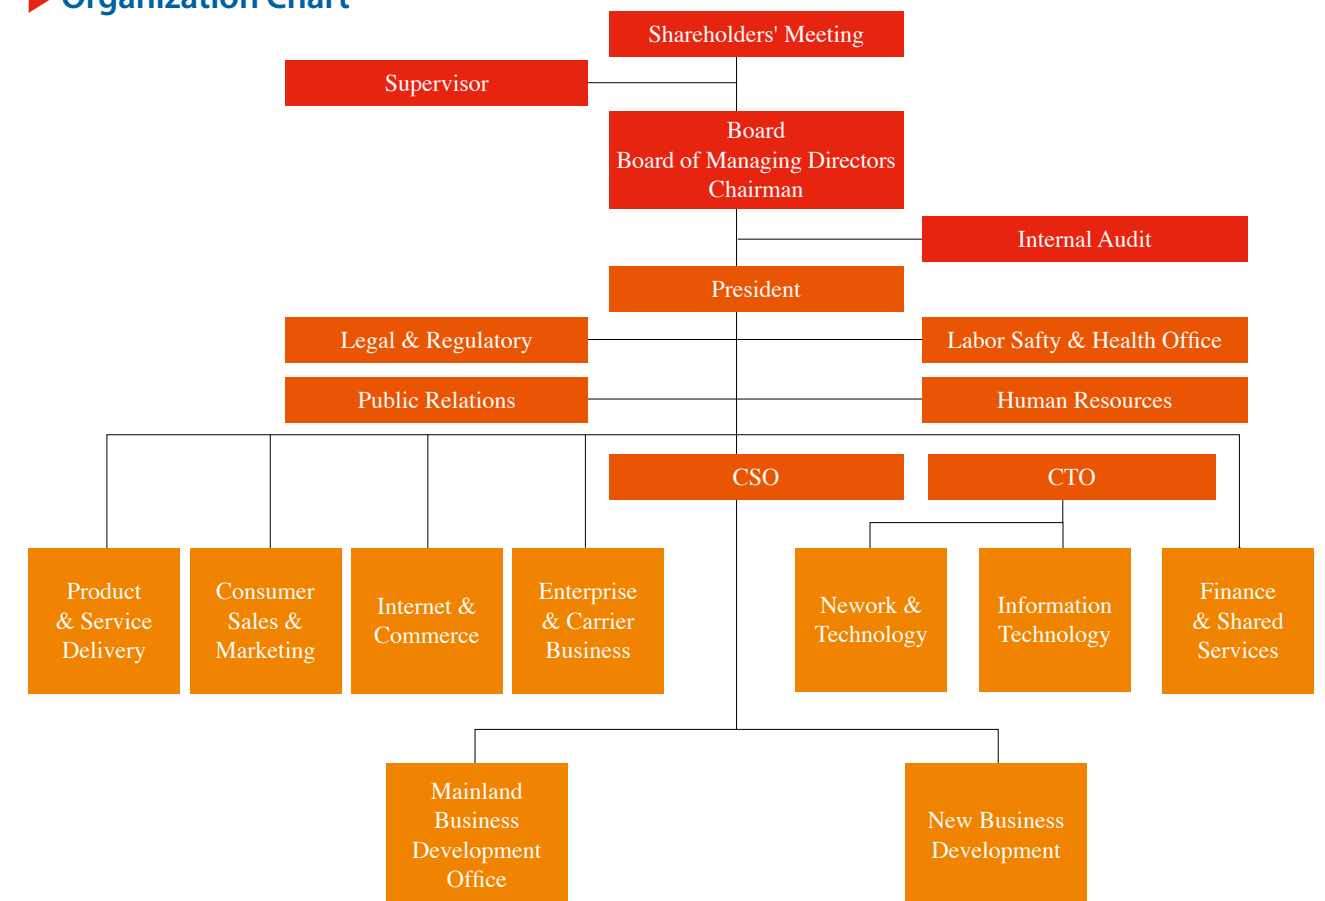 Organization Chart
Shareholders' Meeting
Supervisor
Board
Board of Managing Directors
Chairman
Internal Audit
President
Legal & Regulatory
Labor Safty & Health Office
Public Relations
Human Resources
CSO
CTO
Product
& Service
Delivery
Consumer
Sales &
Marketing
Internet &
Commerce
Enterprise
& Carrier
Business
Nework &
Technology
Information
Technology
Finance
& Shared
Services
Mainland
Business
Development
Office
New Business
Development